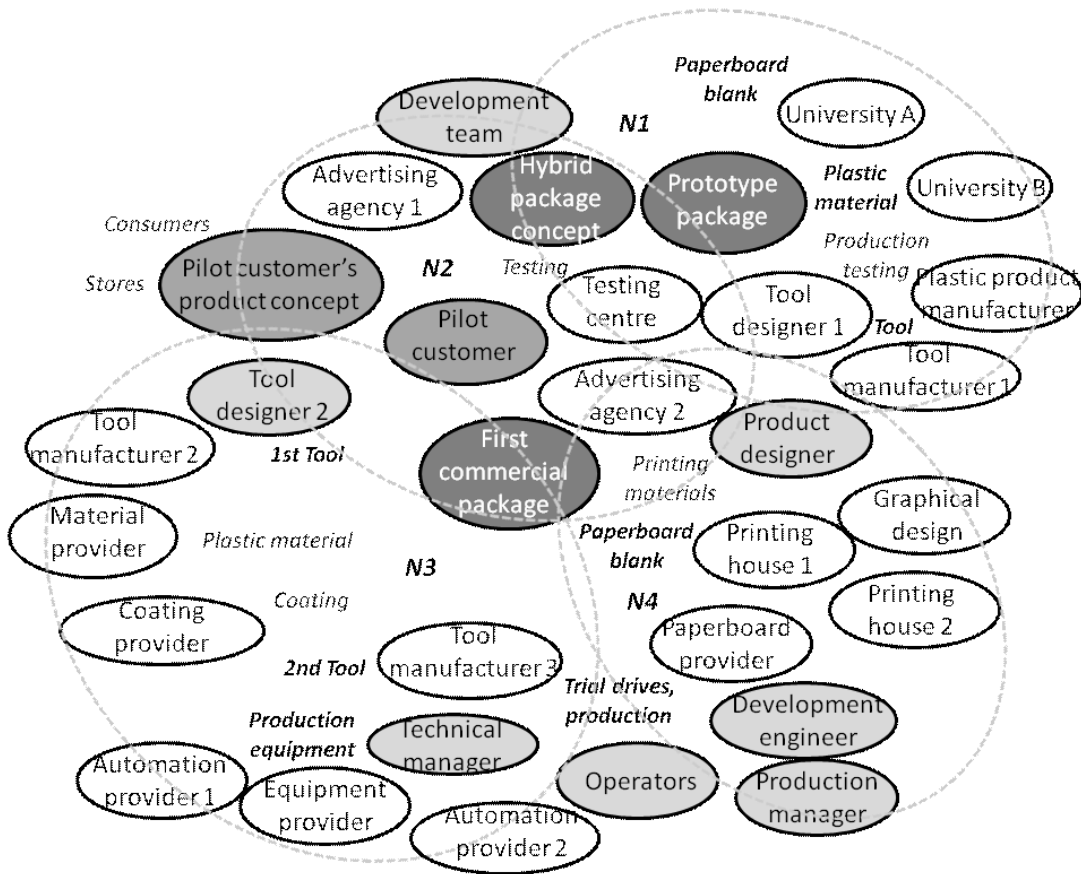 Paperboard
blank
Development
team
N1
University A
Advertising
agency 1
Hybrid
package
concept
Prototype
package
Plastic
material
University B
Consumers
Pilot customer's
product concept
Stores
N2
Testing
Production
testing
Testing
centre
Tool
designer 1
Plastic product
manufacturer
Pilot
customer
Tool
Tool
manufacturer 1
Tool
designer 2
Advertising
agency 2
Product
designer
Tool
manufacturer 2
1st Tool
First
commercial
package
Printing
materials
Graphical
design
Material
provider
Plastic material
Paperboard
blank
Printing
house 1
N3
Coating
Coating
provider
N4
Printing
house 2
Paperboard
provider
2nd Tool
Tool
manufacturer 3
Trial drives,
production
Development
engineer
Production
equipment
Technical
manager
Automation
provider 1
Equipment
provider
Operators
Production
manager
Automation
provider 2